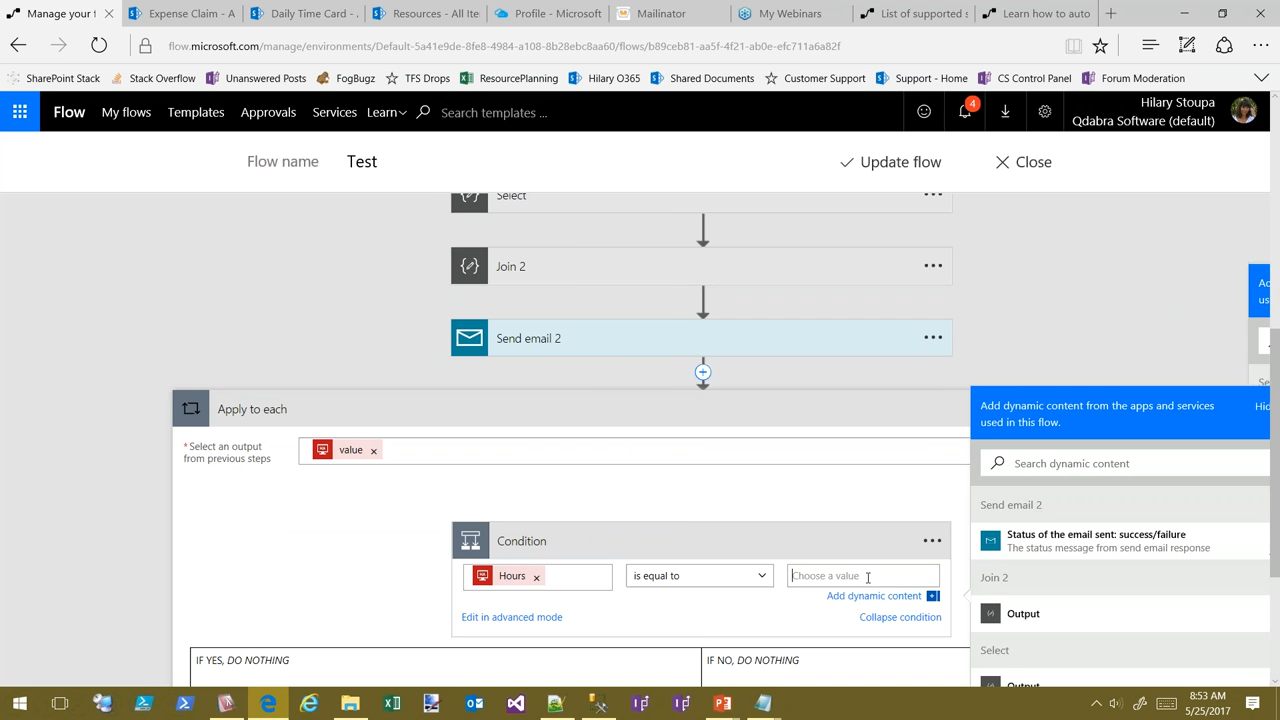 Manage your f
Expense Claim - A
Daily Time Card -
Resources - All Ite
Profile - Microsoft
Mailinator
My Webinars
List of supported s
Learn how to auto
flow.microsoft.com/manage/environments/Default-5a41e9de-8fe8-4984-a108-8b28ebc8aa60/flows/b89ceb81-aa5f-4f21-ab0e-efc711a6a82f
SharePoint Stack
Stack Overflow
Unanswered Posts
FogBugz
TFS Drops
ResourcePlanning
Hilary O365
Shared Documents
Customer Support
Support - Home
CS Control Panel
Forum Moderation
Flow
My flows
Templates
Approvals
Services
Learn
Search templates ...
4
Hilary Stoupa
Qdabra Software (default)
Flow name
Test
Update flow
Close
Select
Join 2
Send email 2
Apply to each
*Select an output
from previous steps
value
Condition
Hours
is equal to
Choose a value
Add dynamic content
Edit in advanced mode
Collapse condition
IF YES, DO NOTHING
IF NO, DO NOTHING
Add dynamic content from the apps and services
used in this flow.
Hid
Search dynamic content
Send email 2
Status of the email sent: success/failure
The status message from send email response
Join 2
Output
Select
Output
8:53 AM
5/25/2017